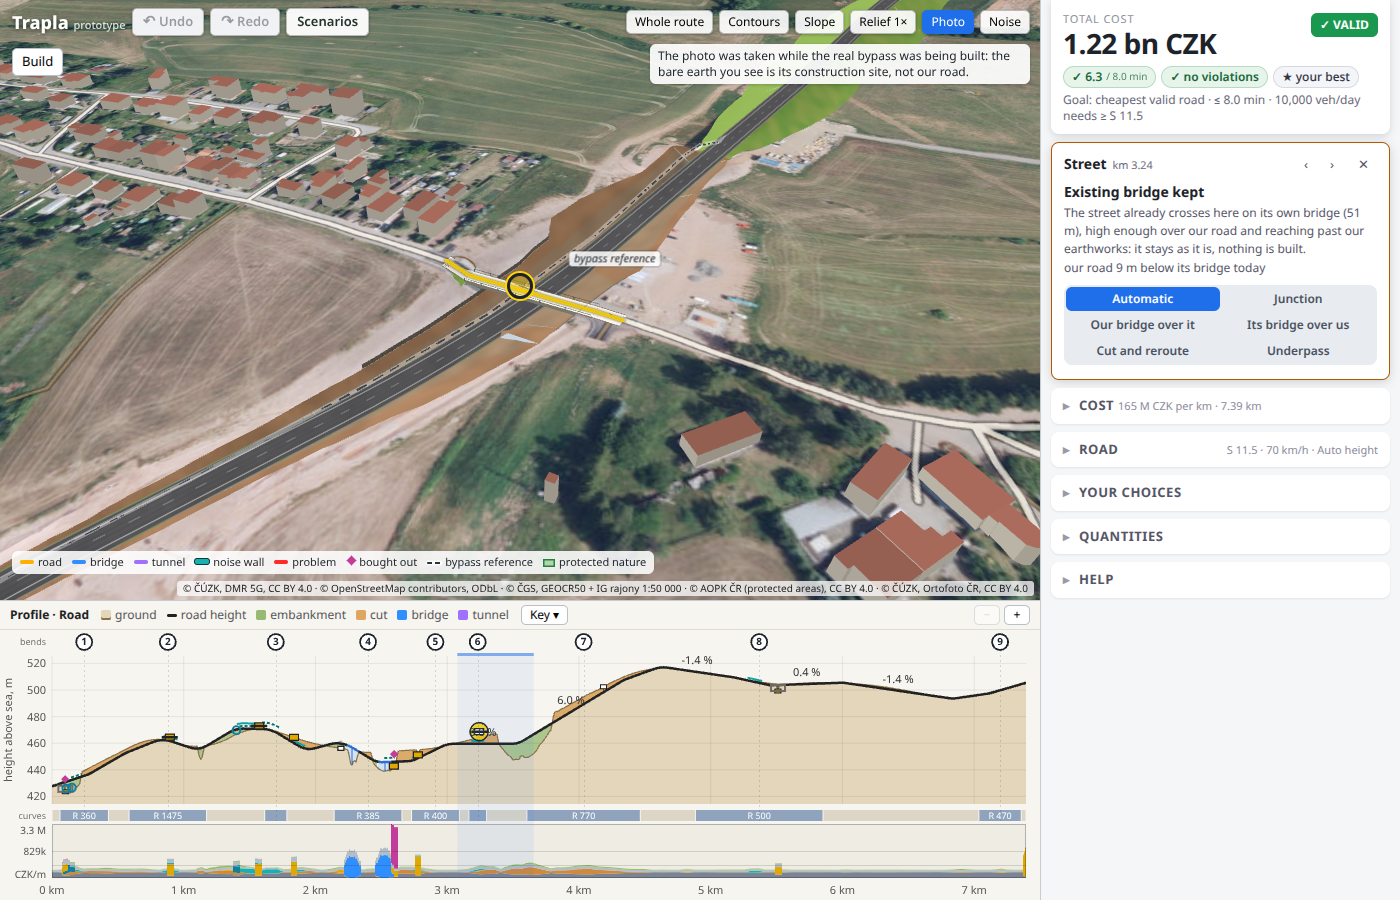 Trapla prototype
↶ Undo
↷ Redo
Scenarios
Build
Whole route
Contours
Slope
Relief 1×
Photo
Noise
The photo was taken while the real bypass was being built: the
bare earth you see is its construction site, not our road.
bypass reference
road
bridge
tunnel
noise wall
problem
bought out
bypass reference
protected nature
© ČÚZK, DMR 5G, CC BY 4.0 · © OpenStreetMap contributors, ODbL · © ČGS, GEOCR50 + IG rajony 1:50 000 · © AOPK ČR (protected areas), CC BY 4.0 · © ČÚZK, Ortofoto ČR, CC BY 4.0
TOTAL COST
✓ VALID
1.22 bn CZK
✓ 6.3 / 8.0 min
✓ no violations
★ your best
Goal: cheapest valid road · ≤ 8.0 min · 10,000 veh/day
needs ≥ S 11.5
Street km 3.24
‹ › ✕
Existing bridge kept
The street already crosses here on its own bridge (51
m), high enough over our road and reaching past our
earthworks: it stays as it is, nothing is built.
our road 9 m below its bridge today
Automatic
Junction
Our bridge over it
Its bridge over us
Cut and reroute
Underpass
▶ COST 165 M CZK per km · 7.39 km
▶ ROAD S 11.5 · 70 km/h · Auto height
▶ YOUR CHOICES
▶ QUANTITIES
▶ HELP
Profile · Road
ground
road height
embankment
cut
bridge
tunnel
Key ▾
−
+
bends
1 2 3 4 5 6 7 8 9
height above sea, m
520
500
480
460
440
420
6.0 %
-1.4 %
0.4 %
-1.4 %
curves
R 360
R 1475
R 385
R 400
R 770
R 500
R 470
3.3 M
829k
CZK/m
0 km
1 km
2 km
3 km
4 km
5 km
6 km
7 km